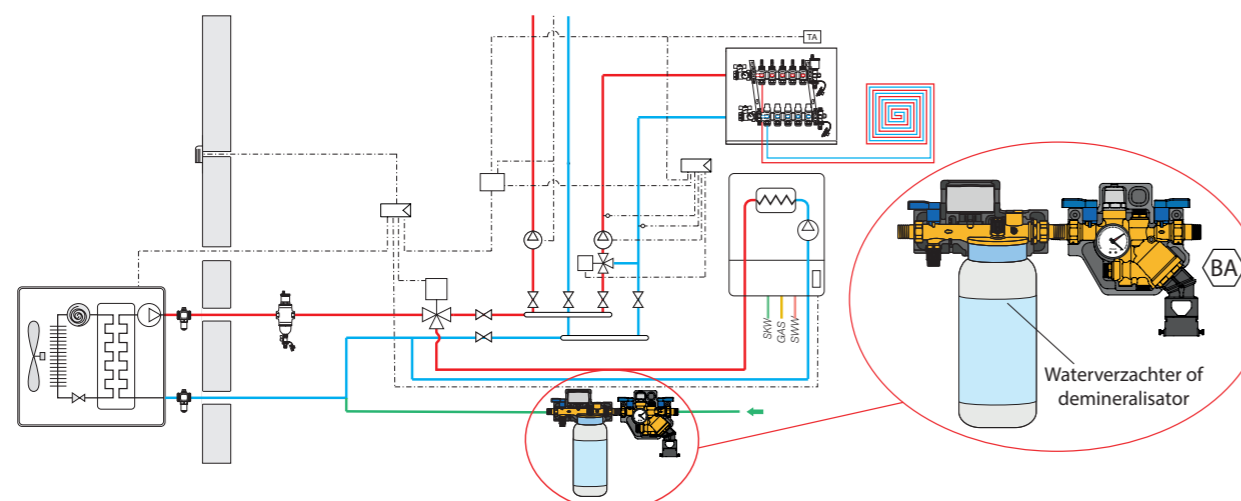 TA
SKW
GAS
SWW
BA
Waterverzachter of
demineralisator